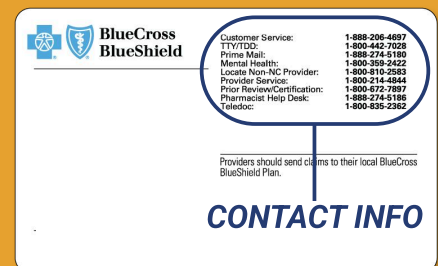 BlueCross
BlueShield
Customer Service: 1-888-206-4697
TTY/TDD: 1-800-442-7028
Prime Mail: 1-888-274-5180
Mental Health: 1-800-359-2422
Locate Non-NC Provider: 1-800-810-2583
Provider Service: 1-800-214-4844
Prior Review/Certification: 1-800-672-7897
Pharmacist Help Desk: 1-888-274-5186
Teledoc: 1-800-835-2362
Providers should send claims to their local BlueCross
BlueShield Plan.
CONTACT INFO